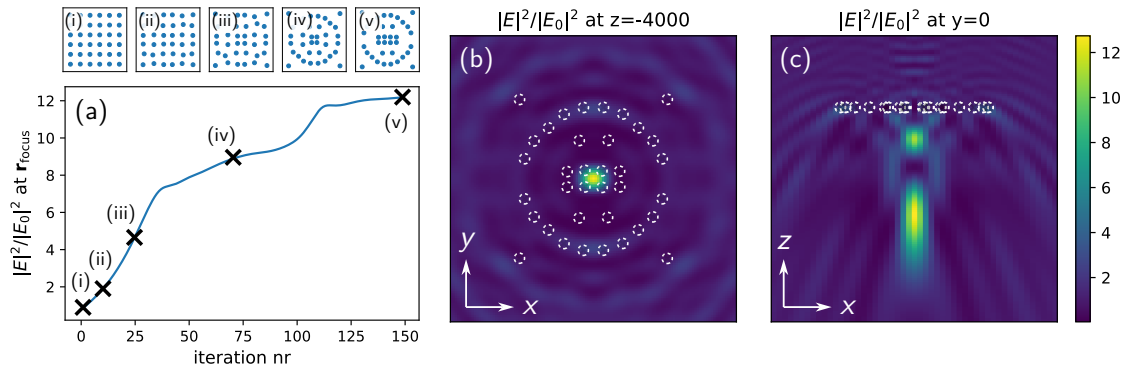 (i) (ii) (iii) (iv) (v)
(a)
|E|²/|E₀|² at r_focus
12
10
8
6
4
2
(i)
(ii)
(iii)
(iv)
(v)
0 25 50 75 100 125 150
iteration nr
|E|²/|E₀|² at z=-4000
(b)
y
x
|E|²/|E₀|² at y=0
(c)
z
x
12
10
8
6
4
2